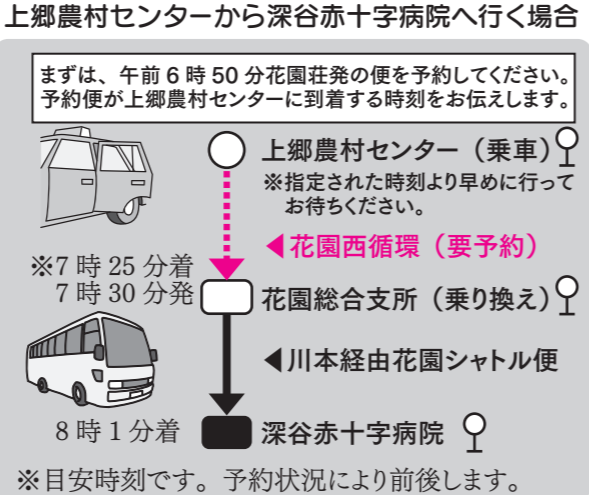 上郷農村センターから深谷赤十字病院へ行く場合
まずは、午前6時50分花園荘発の便を予約してください。
予約便が上郷農村センターに到着する時刻をお伝えします。
上郷農村センター（乗車）
※指定された時刻より早めに行って
お待ちください。
◀花園西循環（要予約）
※7時25分着
7時30分発
花園総合支所（乗り換え）
◀川本経由花園シャトル便
8時1分着
深谷赤十字病院
※目安時刻です。予約状況により前後します。